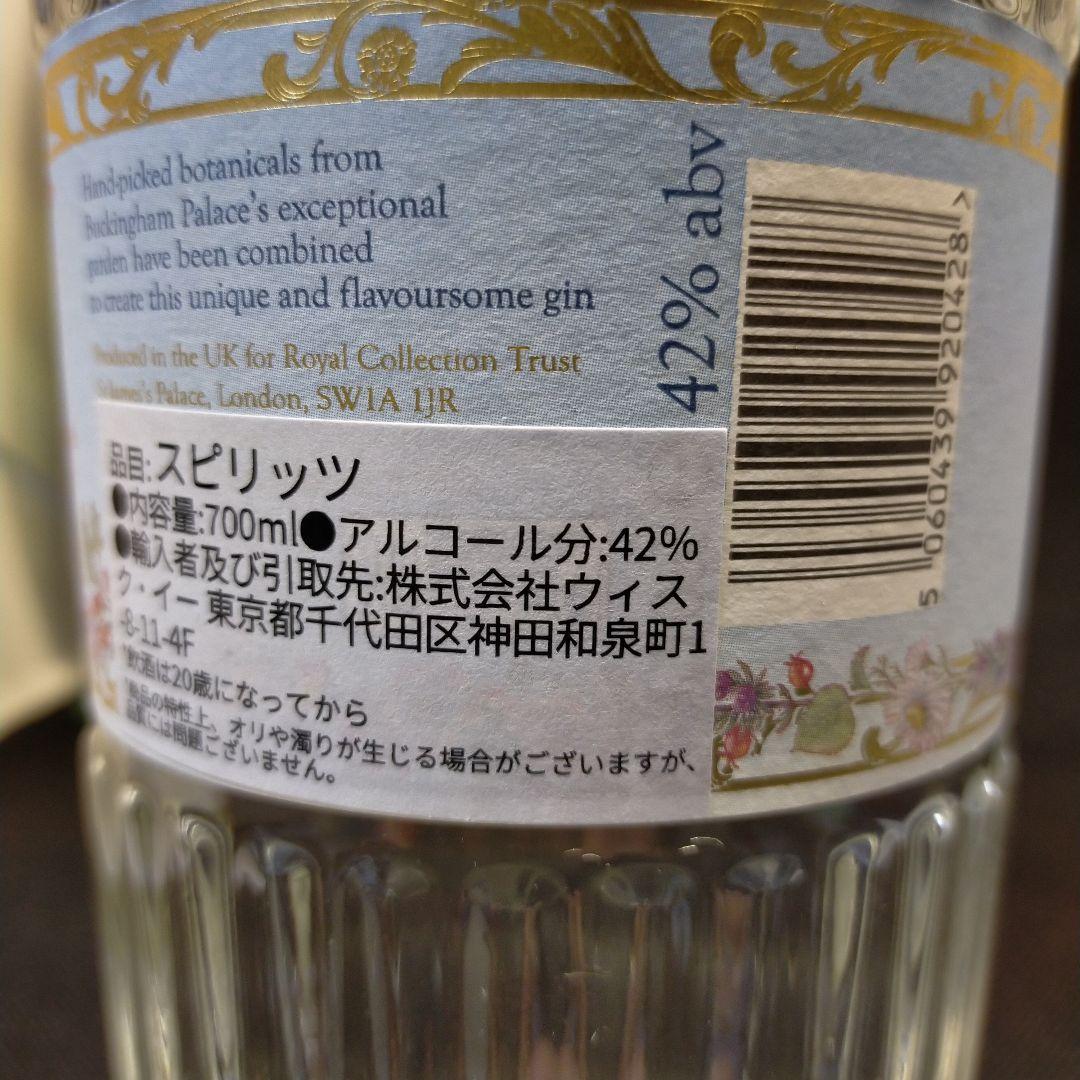 Hand-picked botanicals from
Buckingham Palace's exceptional
garden have been combined
to create this unique and flavoursome gin
Produced in the UK for Royal Collection Trust
St James's Palace, London, SW1A 1JR
42% abv
5 060439 920428 >
品目: スピリッツ
●内容量:700ml●アルコール分:42%
●輸入者及び引取先:株式会社ウィス
ク・イー 東京都千代田区神田和泉町1
-8-11-4F
*飲酒は20歳になってから
*商品の特性上、オリや濁りが生じる場合がございますが、
品質には問題ございません。